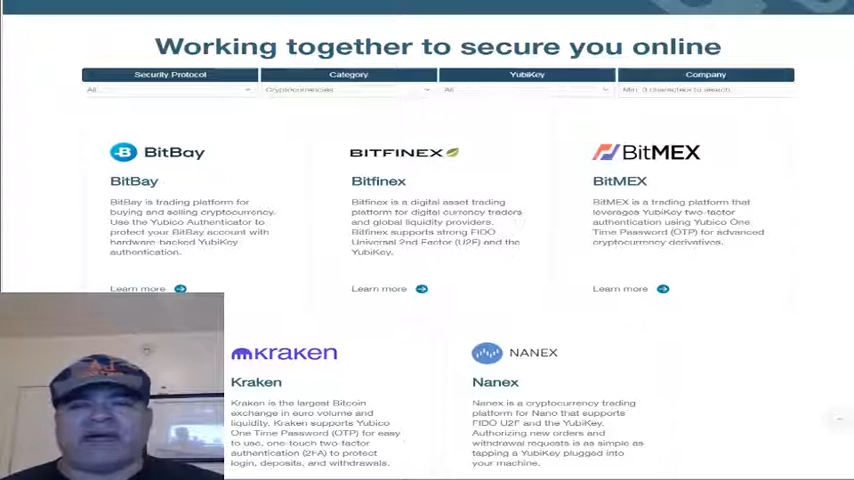 Working together to secure you online
Security Protocol
Category
YubiKey
Company
All
Cryptocurrencies
All
Min. 3 characters to search
BitBay
BITFINEX
BitMEX
BitBay
Bitfinex
BitMEX
BitBay is trading platform for
buying and selling cryptocurrency.
Use the Yubico Authenticator to
protect your BitBay account with
hardware-backed YubiKey
authentication.
Bitfinex is a digital asset trading
platform for digital currency traders
and global liquidity providers.
Bitfinex supports strong FIDO
Universal 2nd Factor (U2F) and the
YubiKey.
BitMEX is a trading platform that
leverages YubiKey two-factor
authentication using Yubico One
Time Password (OTP) for advanced
cryptocurrency derivatives.
Learn more
Learn more
Learn more
kraken
NANEX
Kraken
Nanex
Kraken is the largest Bitcoin
exchange in euro volume and
liquidity. Kraken supports Yubico
One Time Password (OTP) for easy
to use, one-touch two-factor
authentication (2FA) to protect
login, deposits, and withdrawals.
Nanex is a cryptocurrency trading
platform for Nano that supports
FIDO U2F and the YubiKey.
Authorizing new orders and
withdrawal requests is as simple as
tapping a YubiKey plugged into
your machine.